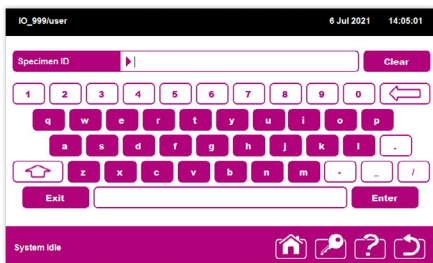 IO_999/user 6 Jul 2021 14:05:01
Specimen ID Clear
1 2 3 4 5 6 7 8 9 0
q w e r t y u i o p
a s d f g h j k l .
z x c v b n m - _ /
Exit Enter
System Idle ?